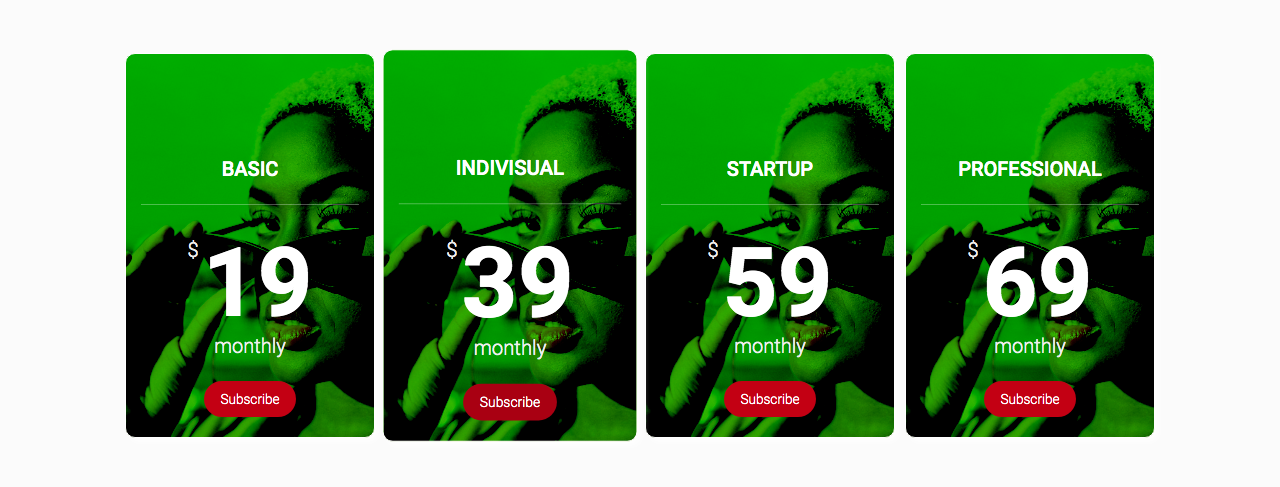 BASIC
$19
monthly
Subscribe
INDIVISUAL
$39
monthly
Subscribe
STARTUP
$59
monthly
Subscribe
PROFESSIONAL
$69
monthly
Subscribe